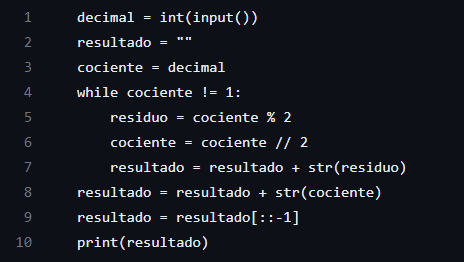 1 decimal = int(input())
2 resultado = ""
3 cociente = decimal
4 while cociente != 1:
5     residuo = cociente % 2
6     cociente = cociente // 2
7     resultado = resultado + str(residuo)
8 resultado = resultado + str(cociente)
9 resultado = resultado[::-1]
10 print(resultado)